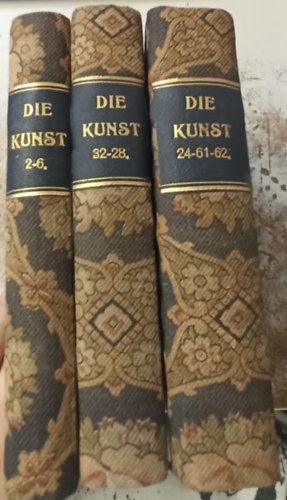 DIE
KUNST
2-6.
DIE
KUNST
32-28.
DIE
KUNST
24-61-62.